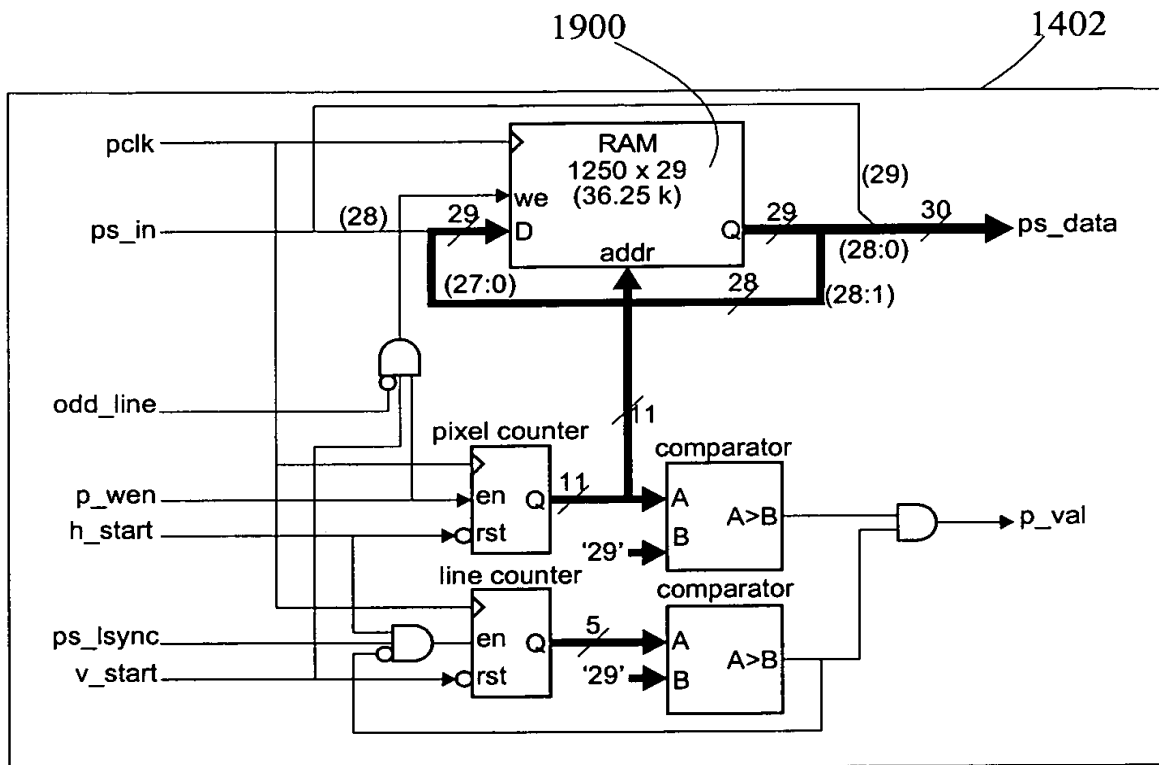 1900
1402
pclk
RAM
1250 x 29
(36.25 k)
(29)
we
ps_in
(28)
29
D
Q
29
30
ps_data
addr
(28:0)
(27:0)
28
(28:1)
odd_line
11
pixel counter
comparator
p_wen
en
Q
11
A
A>B
p_val
h_start
rst
B
'29'
line counter
comparator
ps_lsync
en
Q
5
A
A>B
v_start
rst
'29'
B